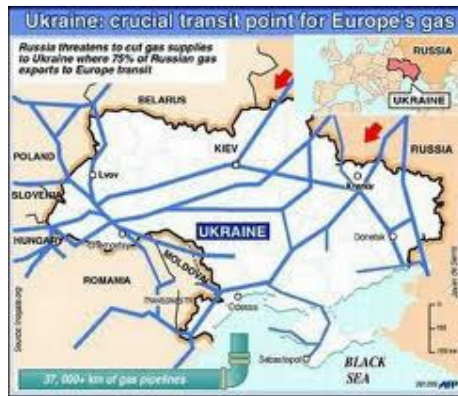 Ukraine: crucial transit point for Europe's gas
Russia threatens to cut gas supplies
to Ukraine where 75% of Russian gas
exports to Europe transit
RUSSIA
UKRAINE
BELARUS
POLAND
KIEV
RUSSIA
Lvov
SLOVENIA
UKRAINE
HUNGARY
Donetsk
MOLDOVA
ROMANIA
TRANSDNESTR
Odessa
Sebastopol
BLACK
SEA
37, 000+ km of gas pipelines
AFP